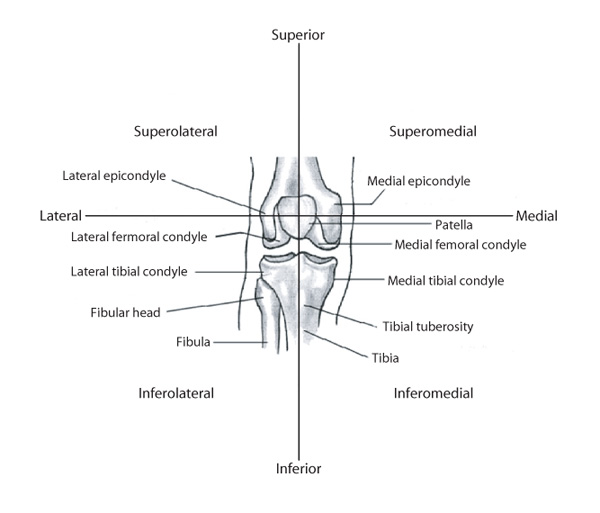 Superior
Superolateral
Superomedial
Lateral epicondyle
Medial epicondyle
Lateral
Medial
Patella
Lateral femoral condyle
Medial femoral condyle
Lateral tibial condyle
Medial tibial condyle
Fibular head
Tibial tuberosity
Fibula
Tibia
Inferolateral
Inferomedial
Inferior